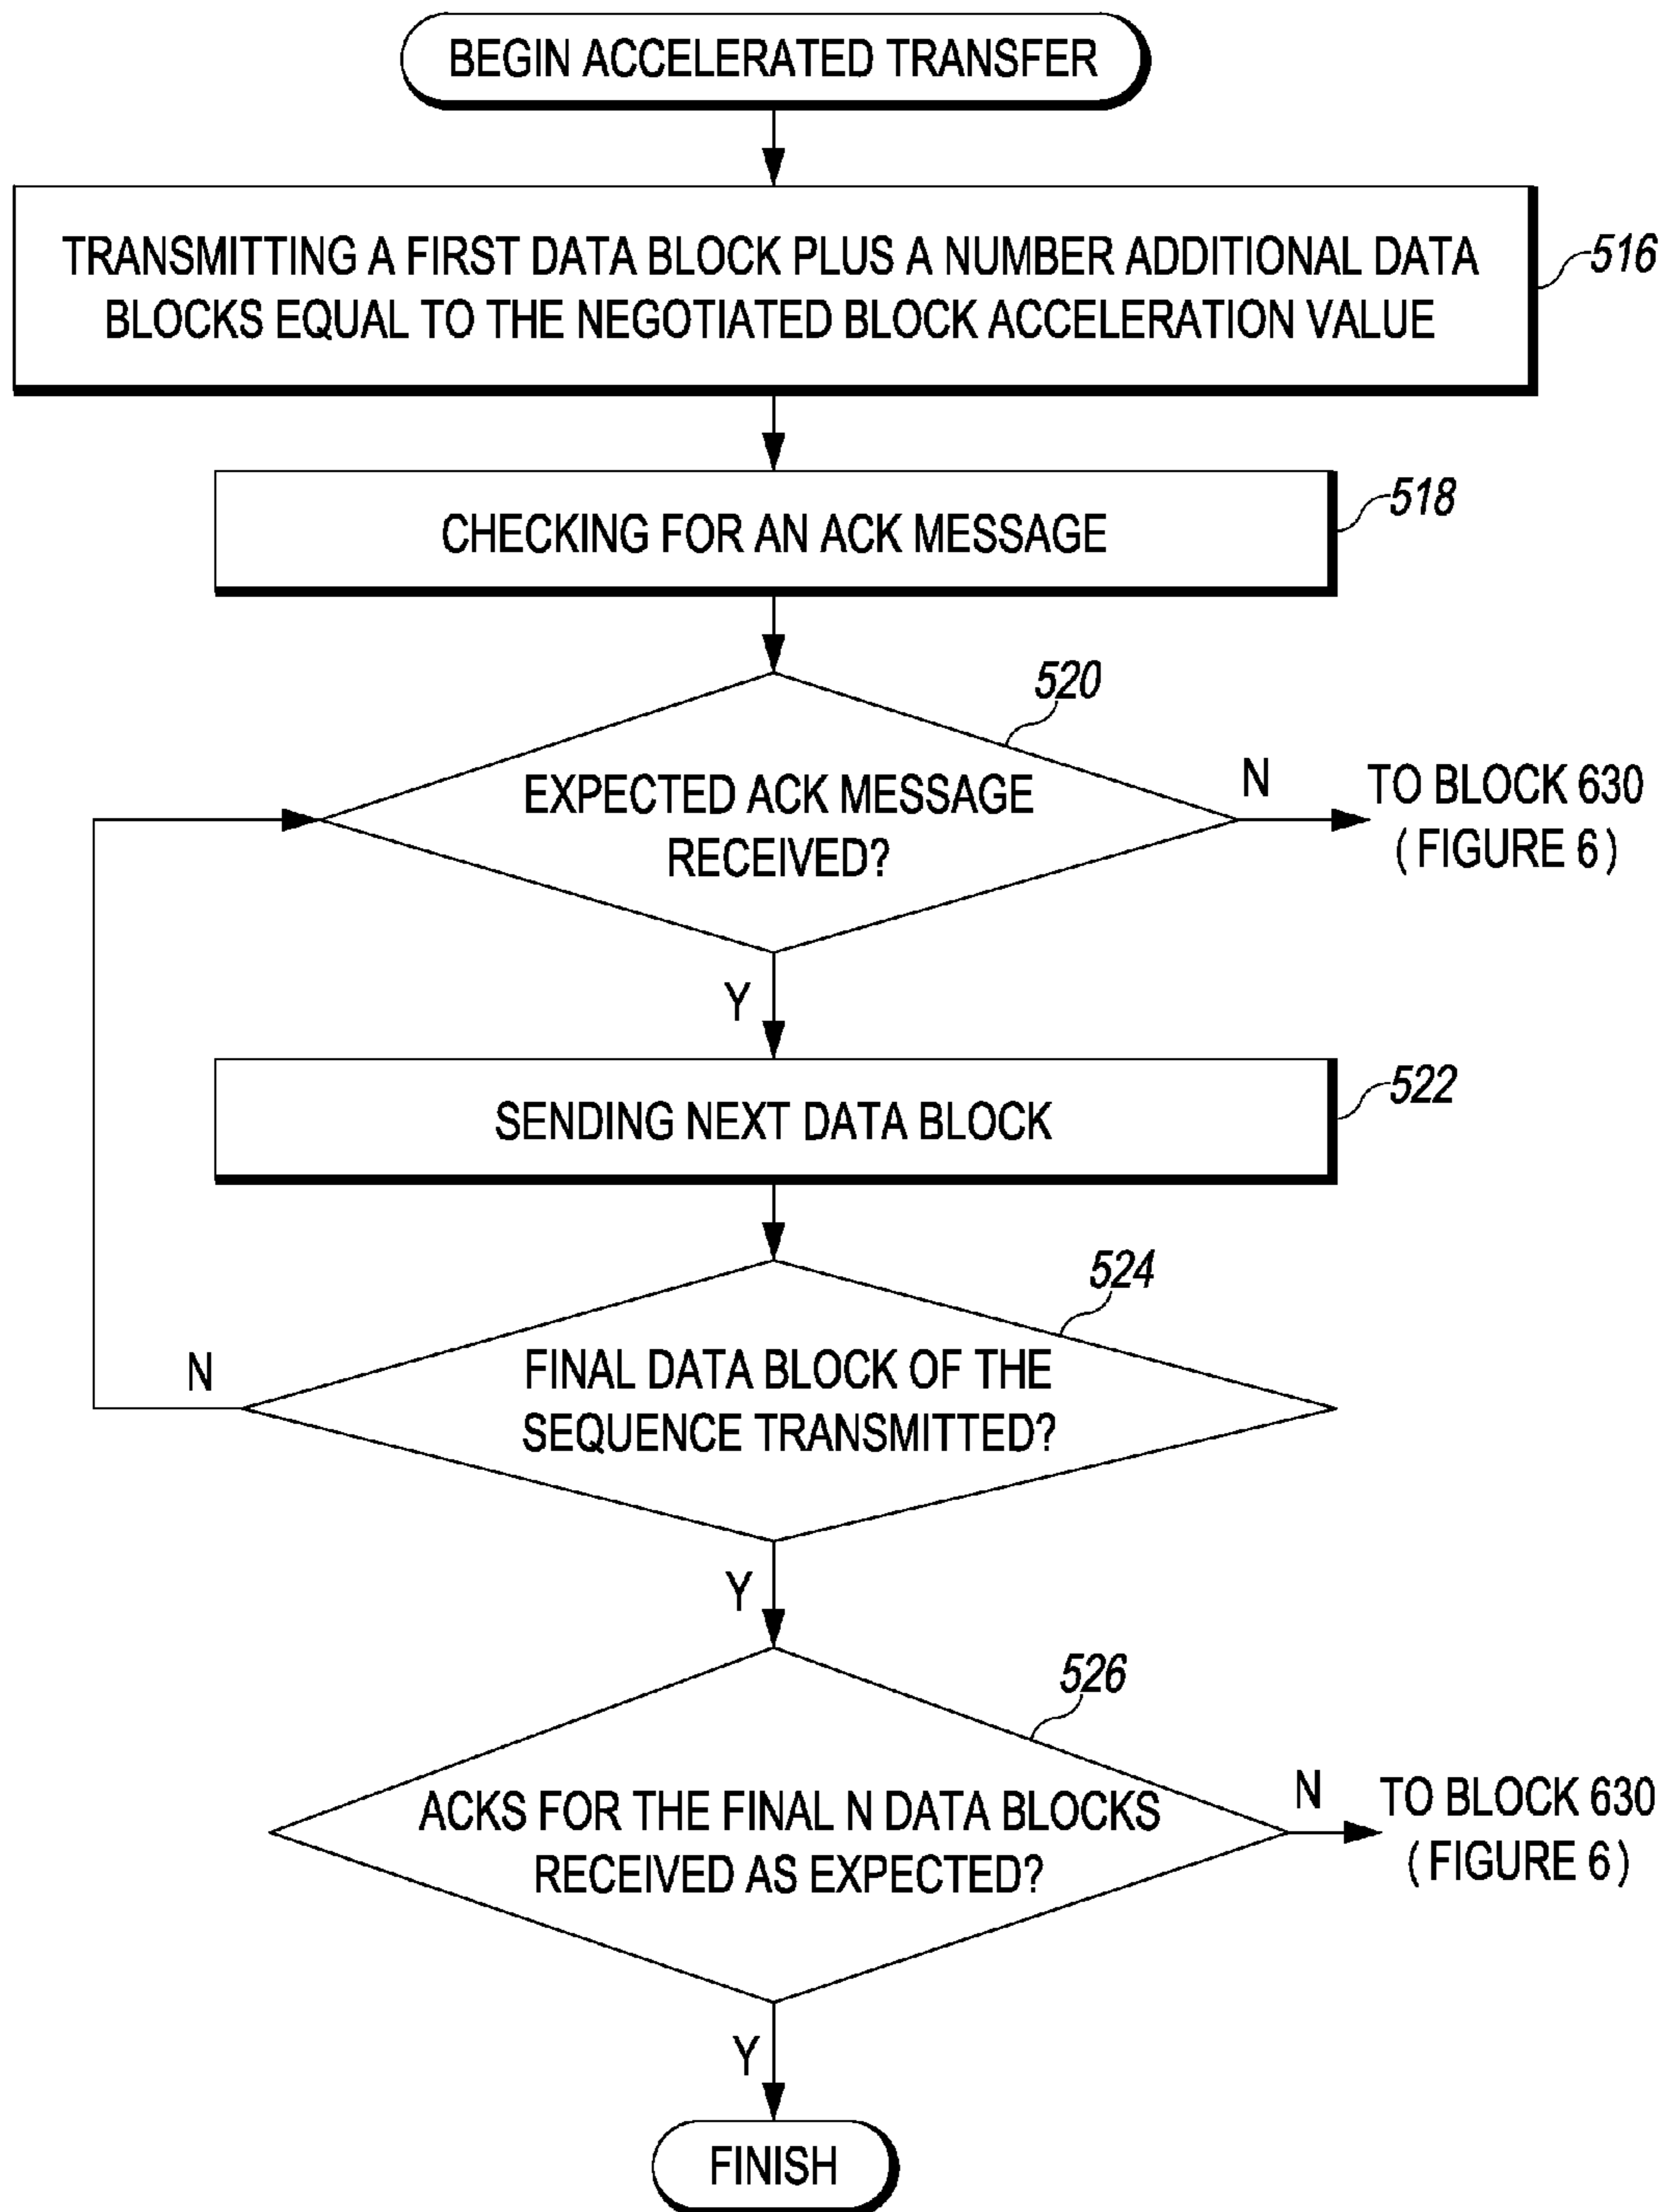 BEGIN ACCELERATED TRANSFER
TRANSMITTING A FIRST DATA BLOCK PLUS A NUMBER ADDITIONAL DATA
BLOCKS EQUAL TO THE NEGOTIATED BLOCK ACCELERATION VALUE
516
CHECKING FOR AN ACK MESSAGE
518
520
EXPECTED ACK MESSAGE
RECEIVED?
N
TO BLOCK 630
( FIGURE 6 )
Y
SENDING NEXT DATA BLOCK
522
524
FINAL DATA BLOCK OF THE
SEQUENCE TRANSMITTED?
N
Y
526
ACKS FOR THE FINAL N DATA BLOCKS
RECEIVED AS EXPECTED?
N
TO BLOCK 630
( FIGURE 6 )
Y
FINISH